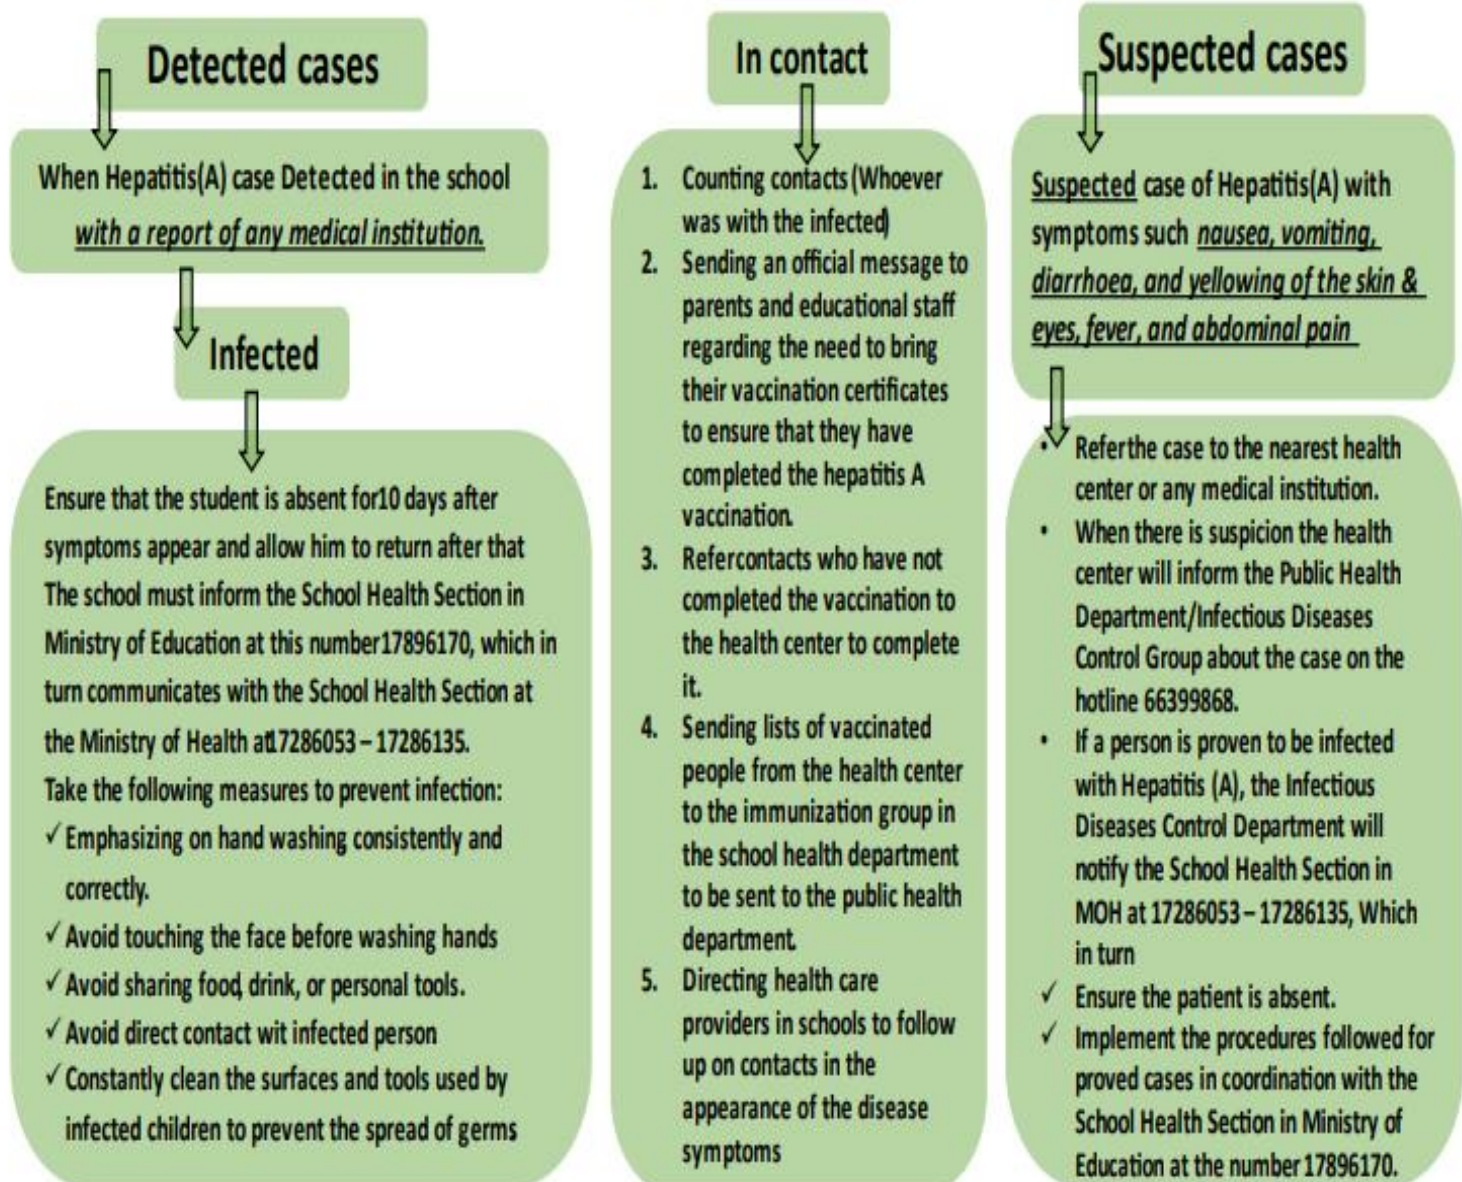 Detected cases
When Hepatitis(A) case Detected in the school
with a report of any medical institution.
Infected
Ensure that the student is absent for10 days after
symptoms appear and allow him to return after that
The school must inform the School Health Section in
Ministry of Education at this number17896170, which in
turn communicates with the School Health Section at
the Ministry of Health at17286053 – 17286135.
Take the following measures to prevent infection:
✓ Emphasizing on hand washing consistently and
correctly.
✓ Avoid touching the face before washing hands
✓ Avoid sharing food, drink, or personal tools.
✓ Avoid direct contact wit infected person
✓ Constantly clean the surfaces and tools used by
infected children to prevent the spread of germs
In contact
1. Counting contacts (Whoever
was with the infected)
2. Sending an official message to
parents and educational staff
regarding the need to bring
their vaccination certificates
to ensure that they have
completed the hepatitis A
vaccination.
3. Refercontacts who have not
completed the vaccination to
the health center to complete
it.
4. Sending lists of vaccinated
people from the health center
to the immunization group in
the school health department
to be sent to the public health
department.
5. Directing health care
providers in schools to follow
up on contacts in the
appearance of the disease
symptoms
Suspected cases
Suspected case of Hepatitis(A) with
symptoms such nausea, vomiting,
diarrhoea, and yellowing of the skin &
eyes, fever, and abdominal pain
• Referthe case to the nearest health
center or any medical institution.
• When there is suspicion the health
center will inform the Public Health
Department/Infectious Diseases
Control Group about the case on the
hotline 66399868.
• If a person is proven to be infected
with Hepatitis (A), the Infectious
Diseases Control Department will
notify the School Health Section in
MOH at 17286053 – 17286135, Which
in turn
✓ Ensure the patient is absent.
✓ Implement the procedures followed for
proved cases in coordination with the
School Health Section in Ministry of
Education at the number 17896170.